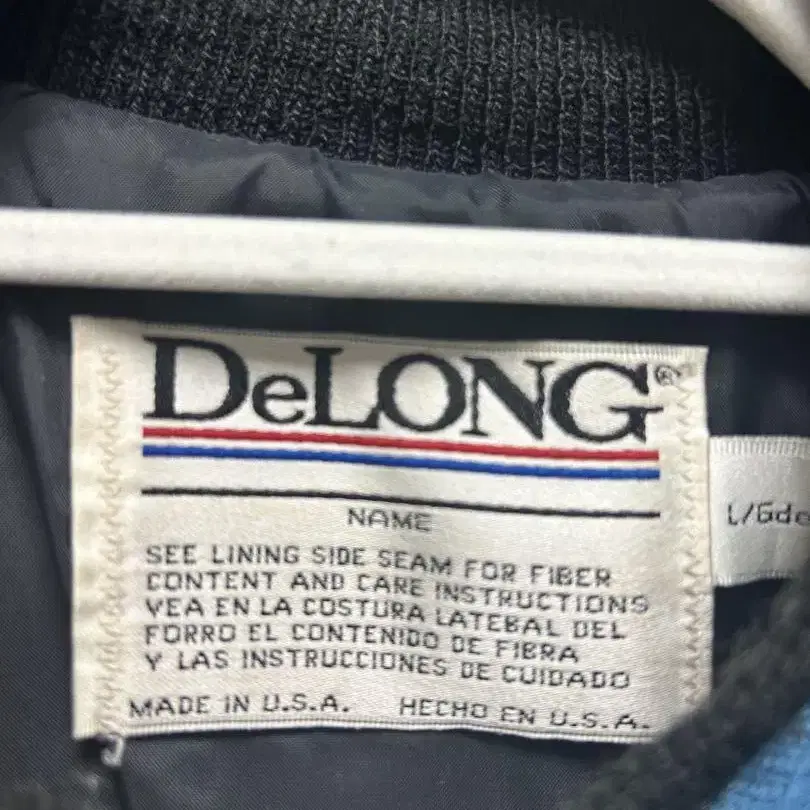 DeLONG®
NAME
SEE LINING SIDE SEAM FOR FIBER
CONTENT AND CARE INSTRUCTIONS
VEA EN LA COSTURA LATEBAL DEL
FORRO EL CONTENIDO DE FIBRA
Y LAS INSTRUCCIONES DE CUIDADO
MADE IN U.S.A. HECHO EN U.S.A.
L/Gde